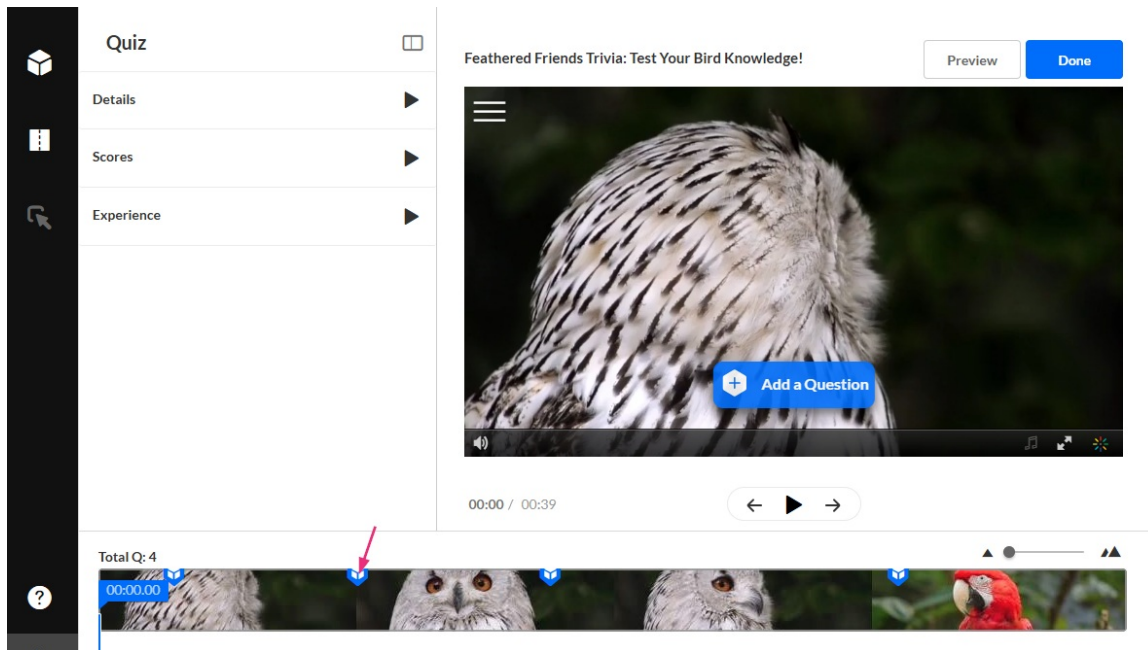 Quiz
Details
Scores
Experience
Feathered Friends Trivia: Test Your Bird Knowledge!
Preview
Done
Add a Question
00:00 / 00:39
Total Q: 4
00:00.00
?